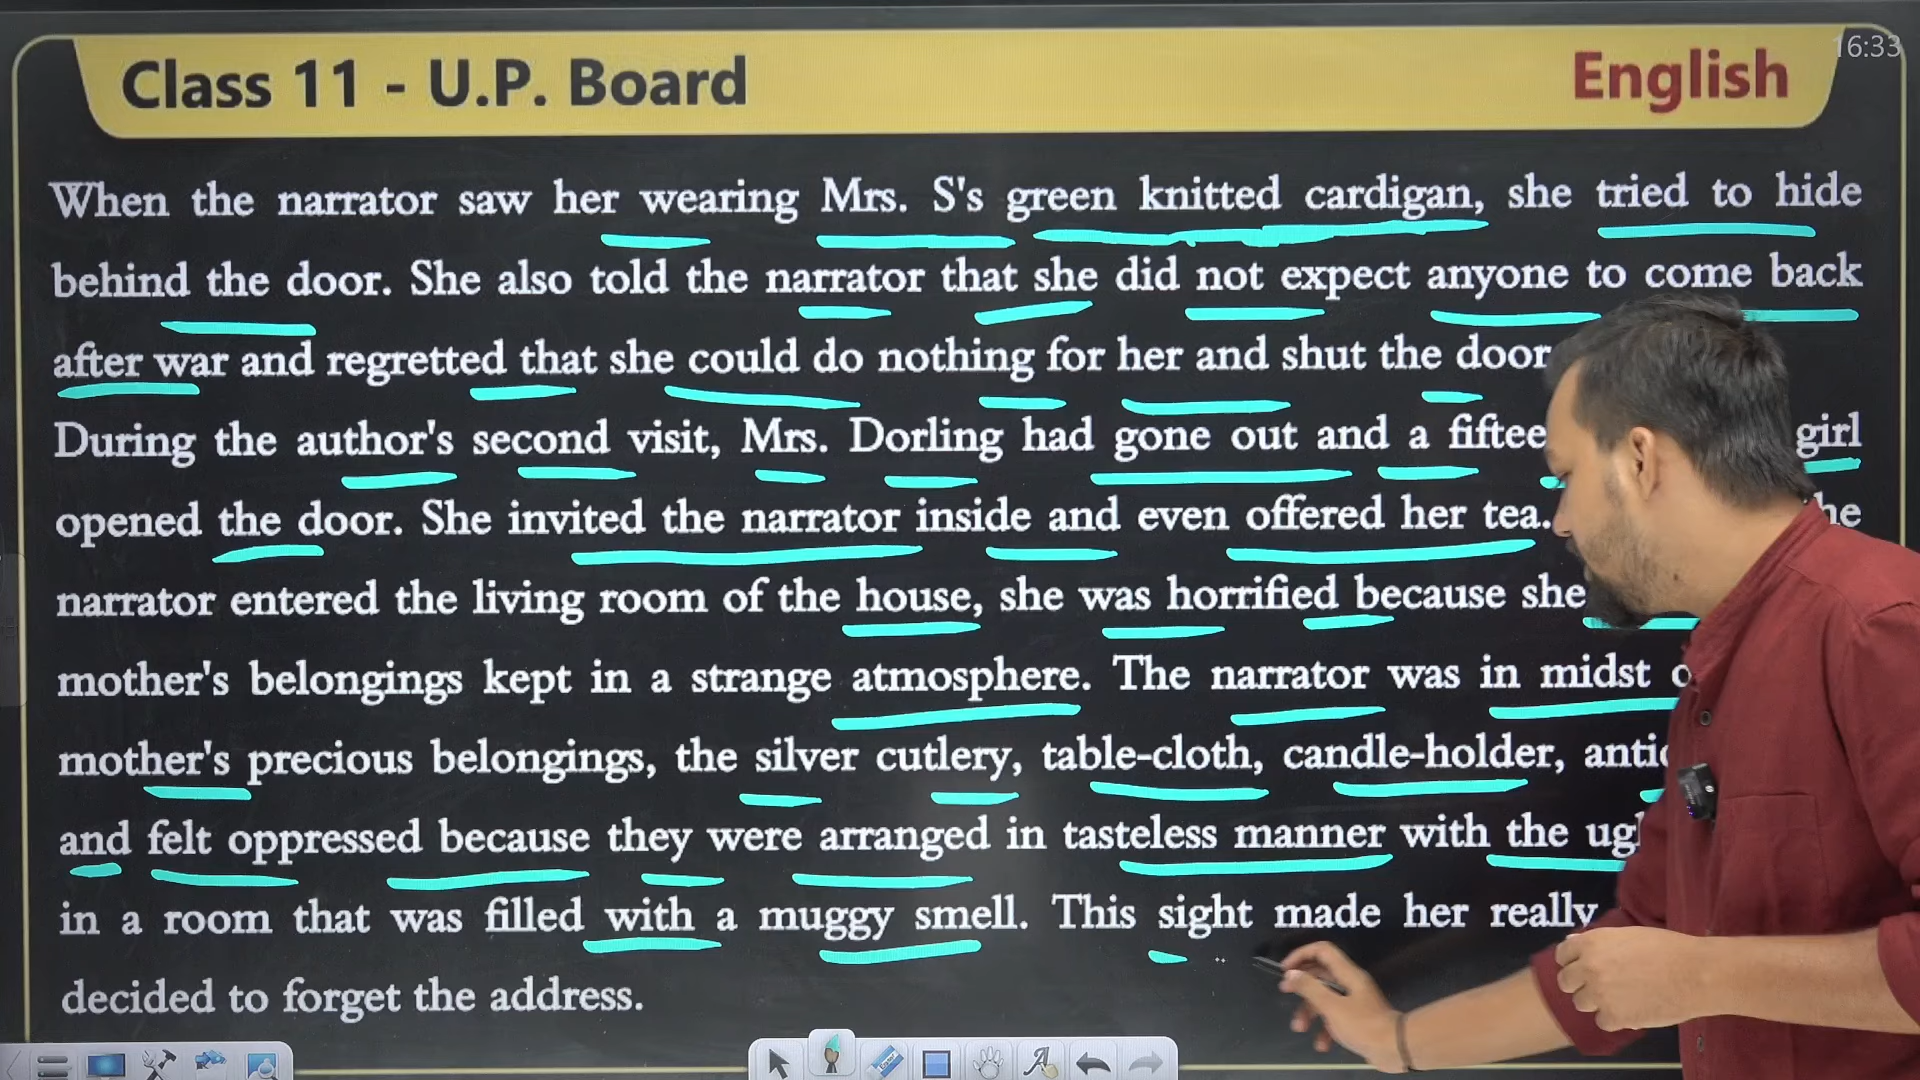 16:33
Class 11 - U.P. Board
English
When the narrator saw her wearing Mrs. S's green knitted cardigan, she tried to hide
behind the door. She also told the narrator that she did not expect anyone to come back
after war and regretted that she could do nothing for her and shut the door
During the author's second visit, Mrs. Dorling had gone out and a girl
opened the door. She invited the narrator inside and even offered her tea.
narrator entered the living room of the house, she was horrified because she
mother's belongings kept in a strange atmosphere. The narrator was in midst
mother's precious belongings, the silver cutlery, table-cloth, candle-holder,
and felt oppressed because they were arranged in tasteless manner with the
in a room that was filled with a muggy smell. This sight made her really
decided to forget the address.